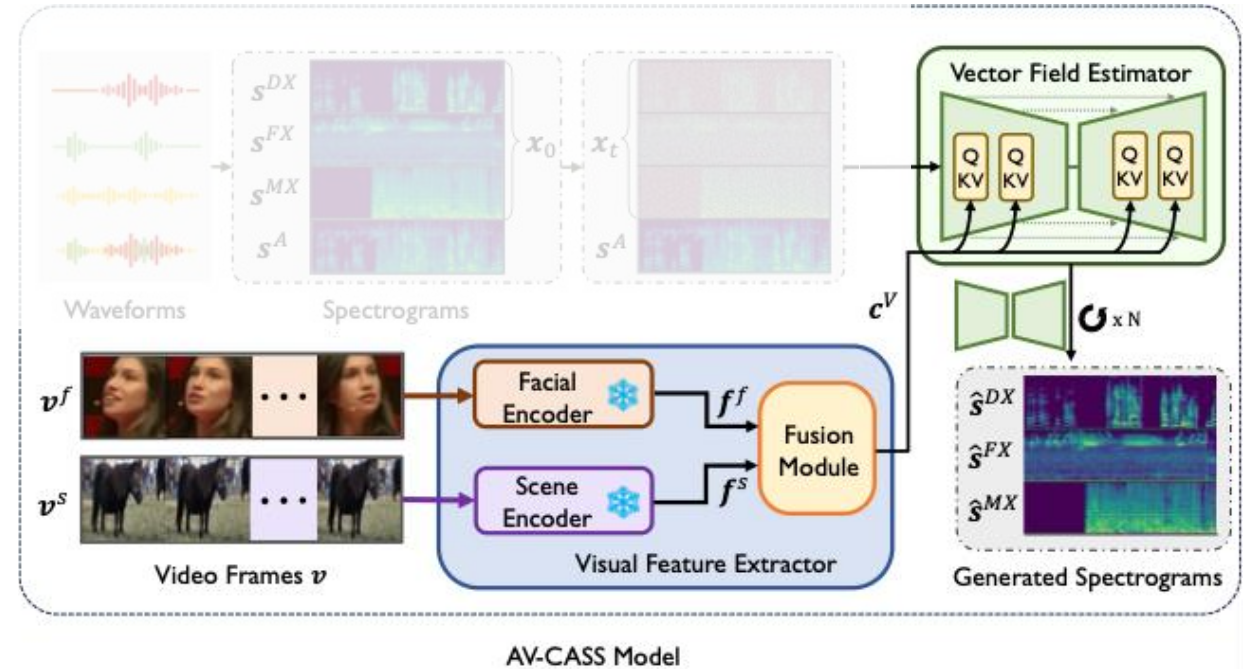 Vector Field Estimator
Q
KV
Q
KV
Q
KV
Q
KV
s^DX
s^FX
s^MX
s^A
x_0
x_t
s^A
Waveforms
Spectrograms
c^V
x N
v^f
v^s
Video Frames v
Facial
Encoder
Scene
Encoder
f^f
f^s
Fusion
Module
Visual Feature Extractor
ŝ^DX
ŝ^FX
ŝ^MX
Generated Spectrograms
AV-CASS Model